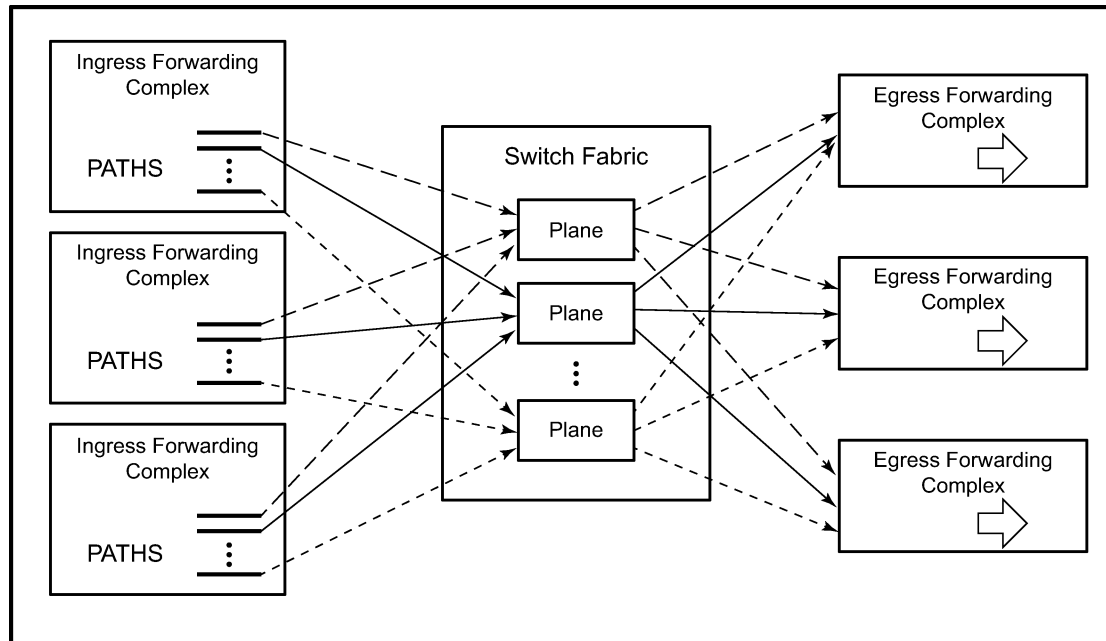 Ingress Forwarding
Complex
PATHS
Ingress Forwarding
Complex
PATHS
Ingress Forwarding
Complex
PATHS
Switch Fabric
Plane
Plane
Plane
Egress Forwarding
Complex
Egress Forwarding
Complex
Egress Forwarding
Complex